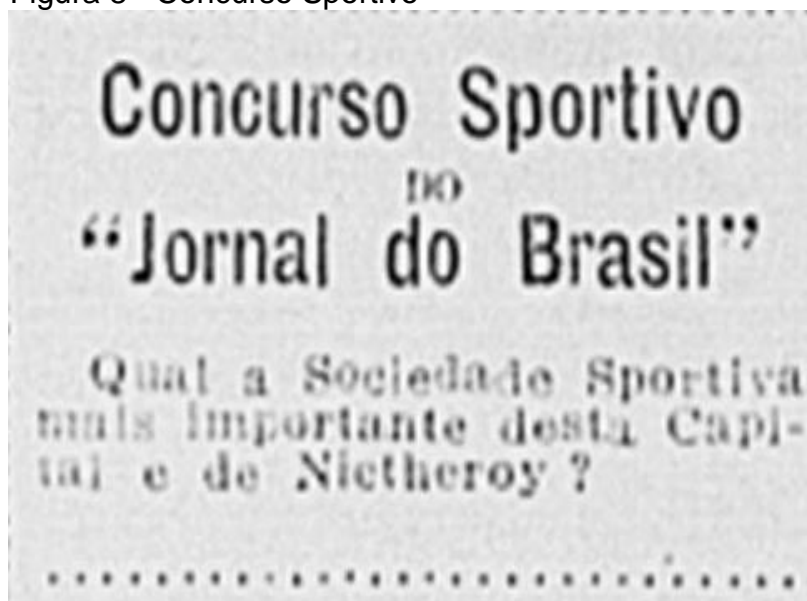 Concurso Sportivo
DO
“Jornal do Brasil”
Qual a Sociedade Sportiva
mais importante desta Capi-
tal e de Nictheroy ?
........................................